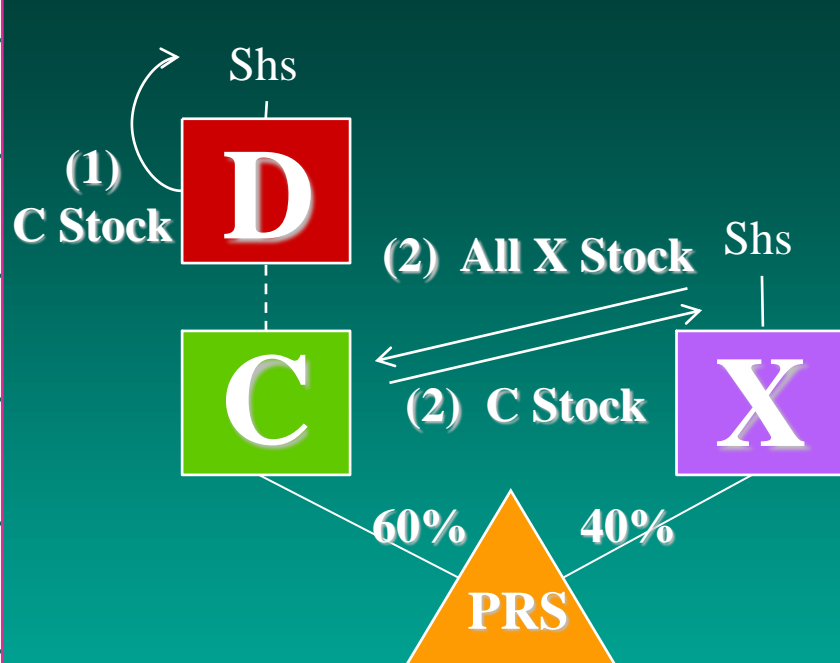 Shs
D
(1)
C Stock
(2) All X Stock
Shs
C
(2) C Stock
X
60%
40%
PRS